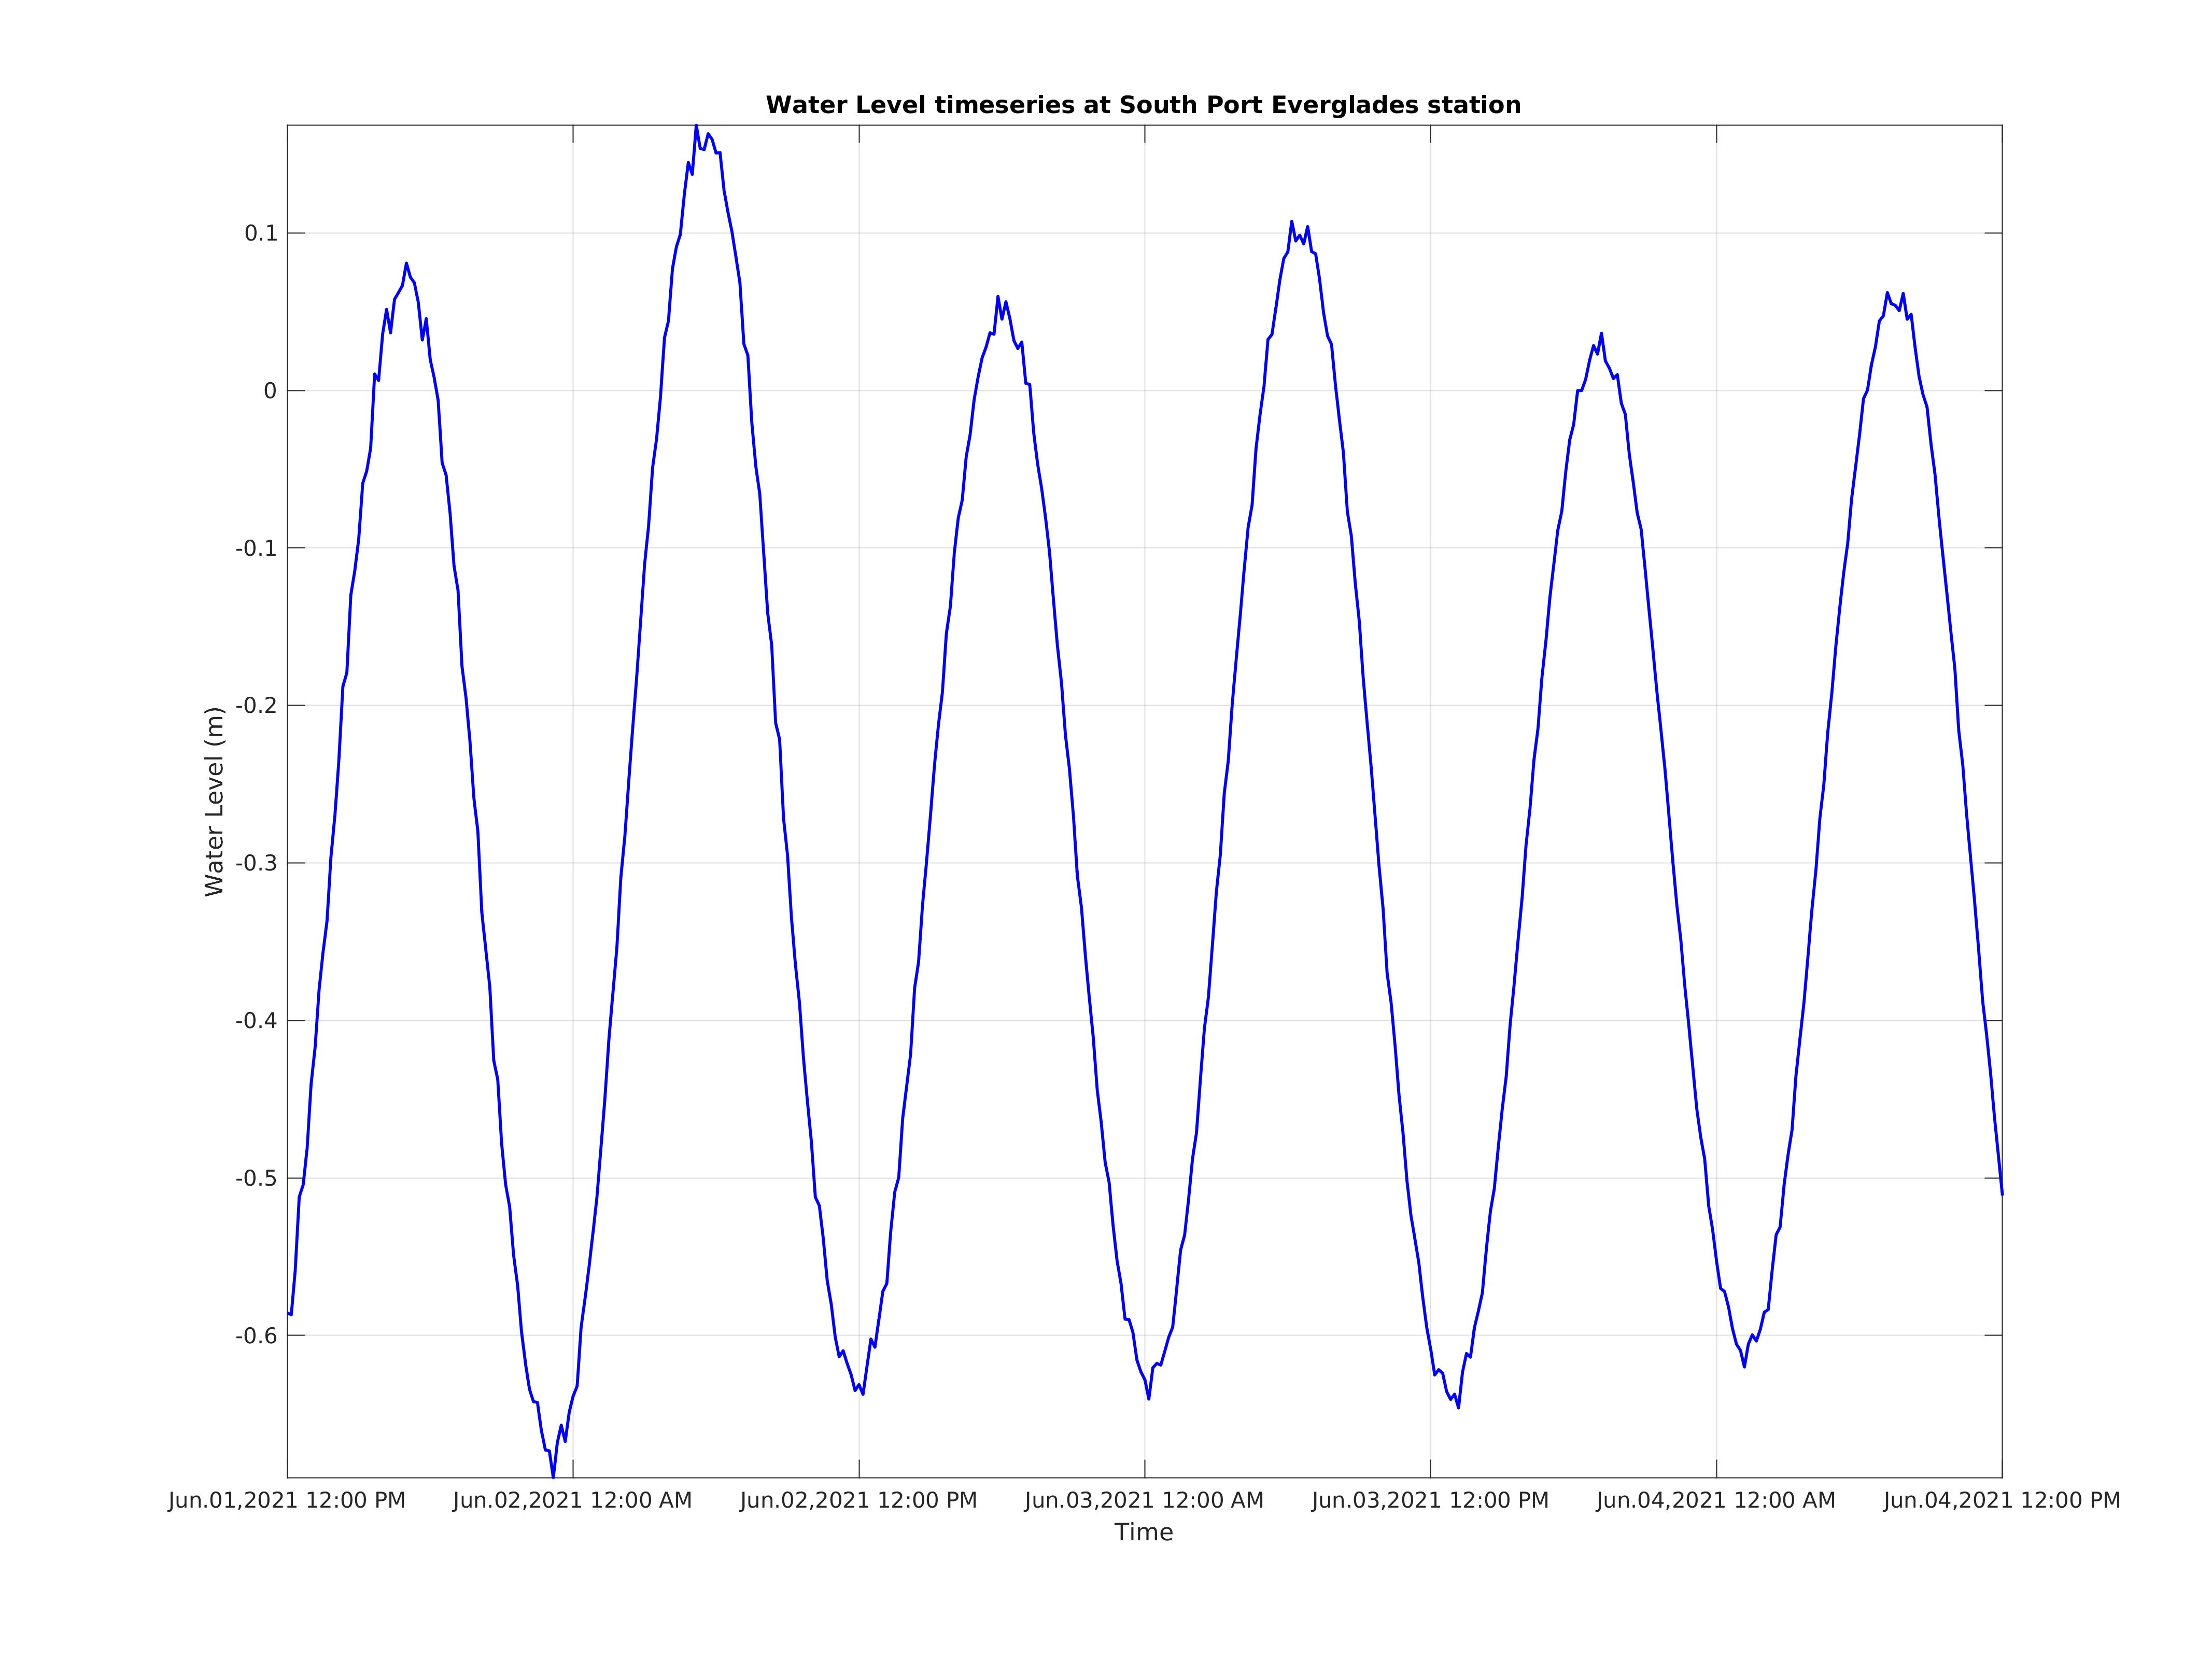 Water Level timeseries at South Port Everglades station
0.1
0
-0.1
-0.2
-0.3
-0.4
-0.5
-0.6
Water Level (m)
Jun.01,2021 12:00 PM Jun.02,2021 12:00 AM Jun.02,2021 12:00 PM Jun.03,2021 12:00 AM Jun.03,2021 12:00 PM Jun.04,2021 12:00 AM Jun.04,2021 12:00 PM
Time